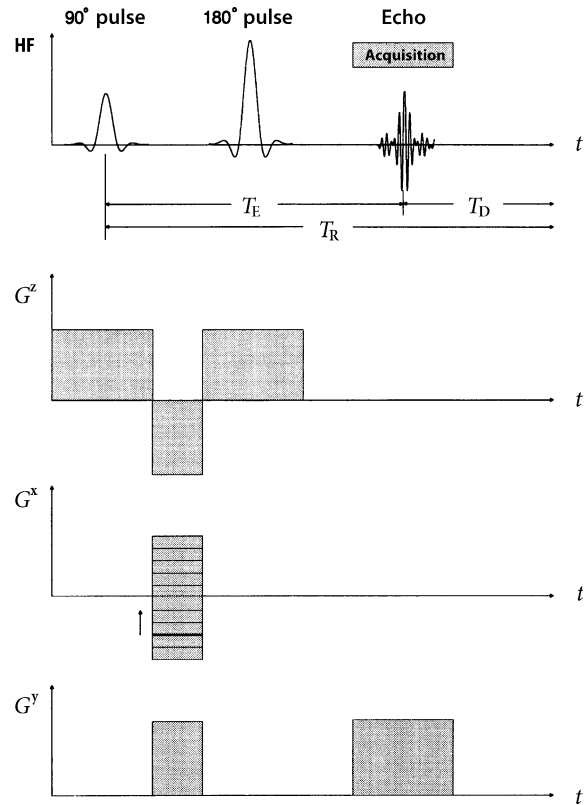 90° pulse 180° pulse Echo
HF
Acquisition
t
T_E T_D
T_R
G^z
t
G^x
t
G^y
t